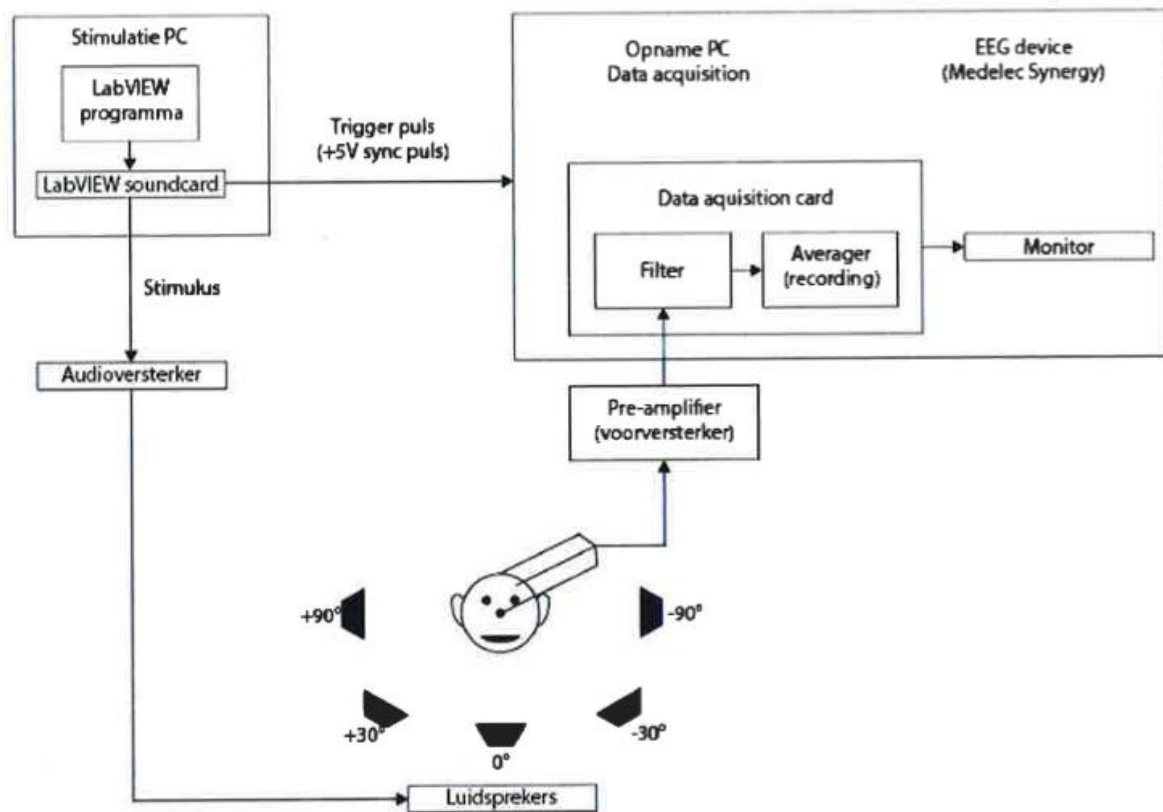 Stimulatie PC
LabVIEW
programma
LabVIEW soundcard
Trigger puls
(+5V sync puls)
Stimulus
Audioversterker
Opname PC
Data acquisition
EEG device
(Medelec Synergy)
Data aquisition card
Filter
Averager
(recording)
Monitor
Pre-amplifier
(voorversterker)
+90°
-90°
+30°
-30°
0°
Luidsprekers